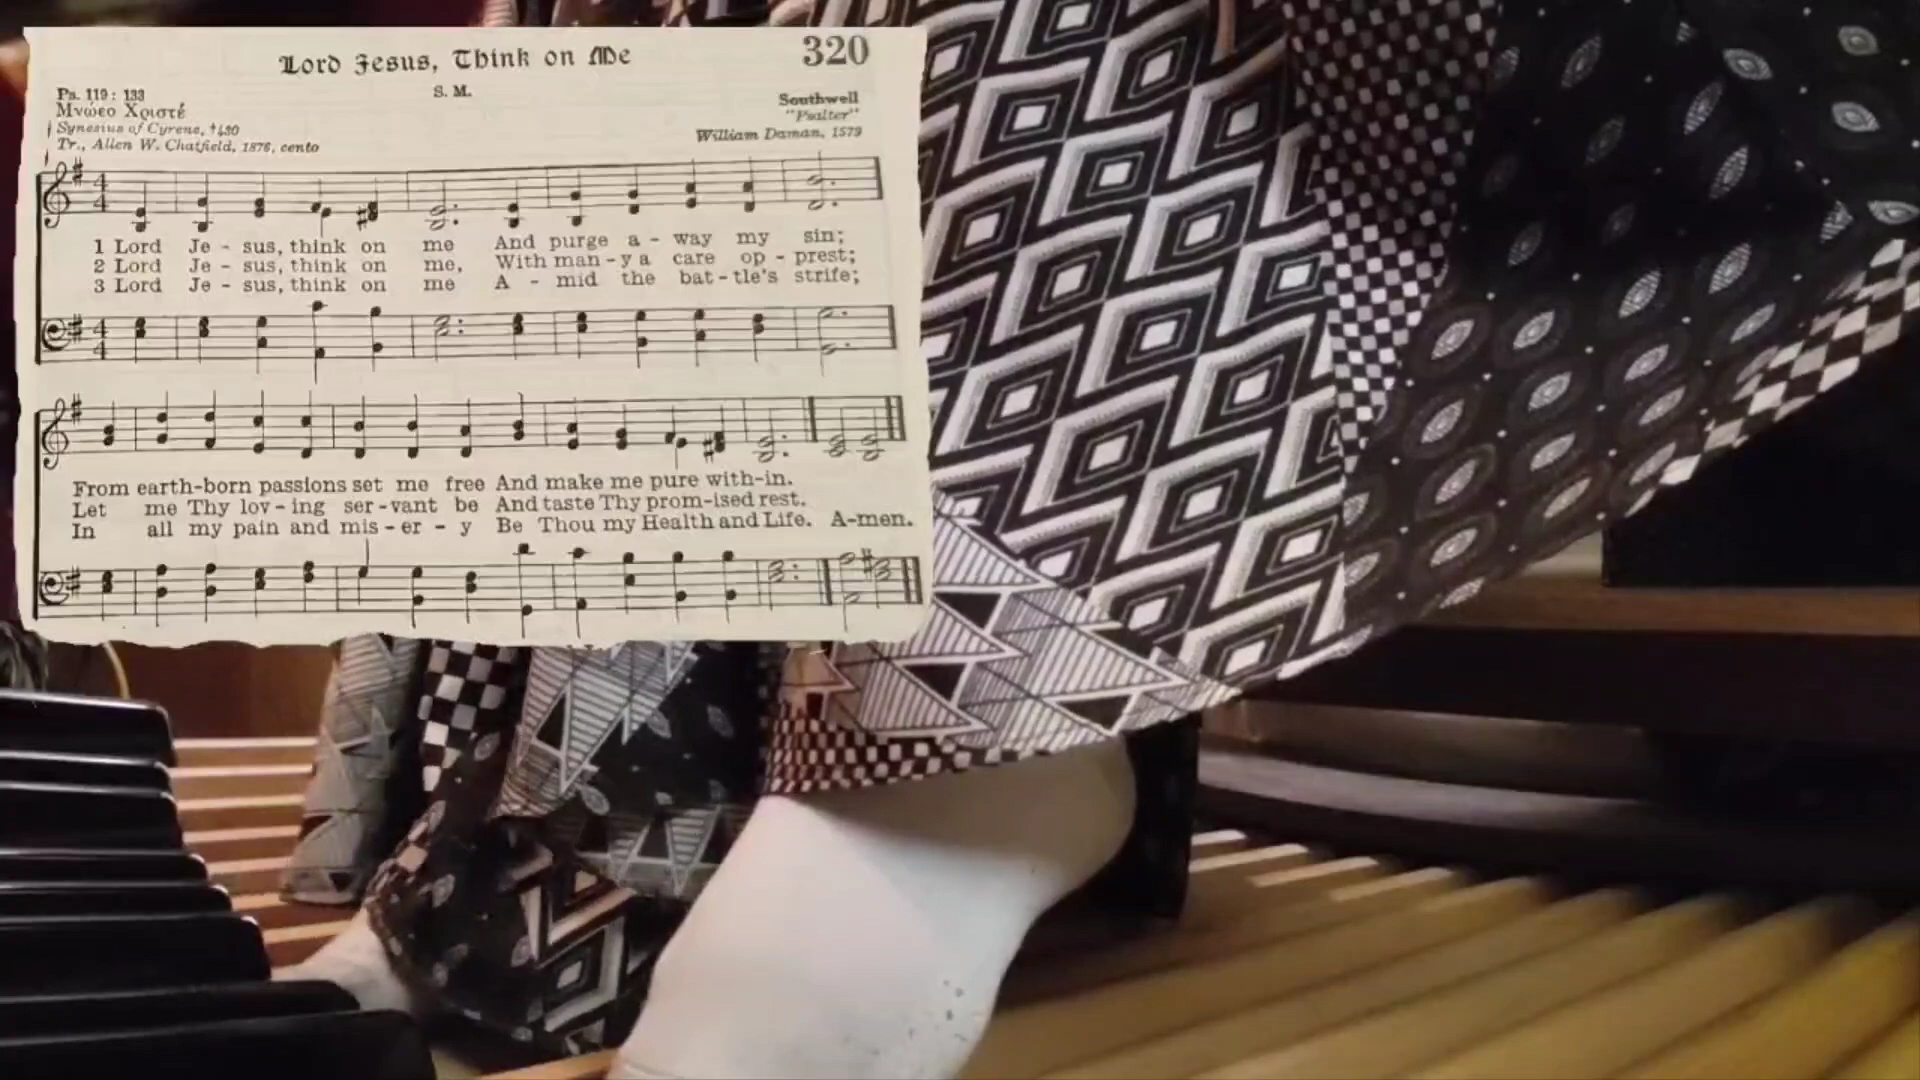 Lord Jesus, Think on Me
320
Ps. 119: 133
S. M.
Μνώεο Χριστέ
Southwell
Synesius of Cyrene, †430
"Psalter"
Tr., Allen W. Chatfield, 1876, cento
William Daman, 1579
1 Lord Je - sus, think on me And purge a - way my sin;
2 Lord Je - sus, think on me, With man - y a care op - prest;
3 Lord Je - sus, think on me A - mid the bat - tle's strife;
From earth-born passions set me free And make me pure with-in.
Let me Thy lov - ing ser - vant be And taste Thy prom-ised rest.
In all my pain and mis - er - y Be Thou my Health and Life. A-men.